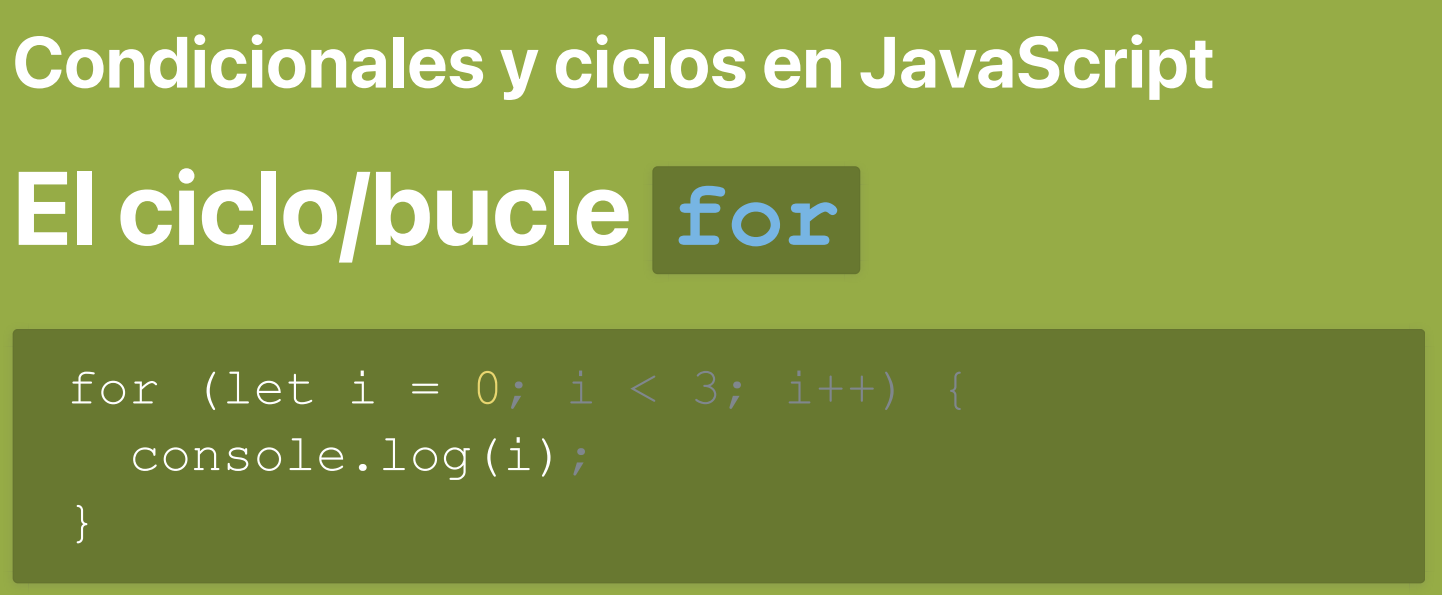 Condicionales y ciclos en JavaScript
El ciclo/bucle for
for (let i = 0; i < 3; i++) {
  console.log(i);
}